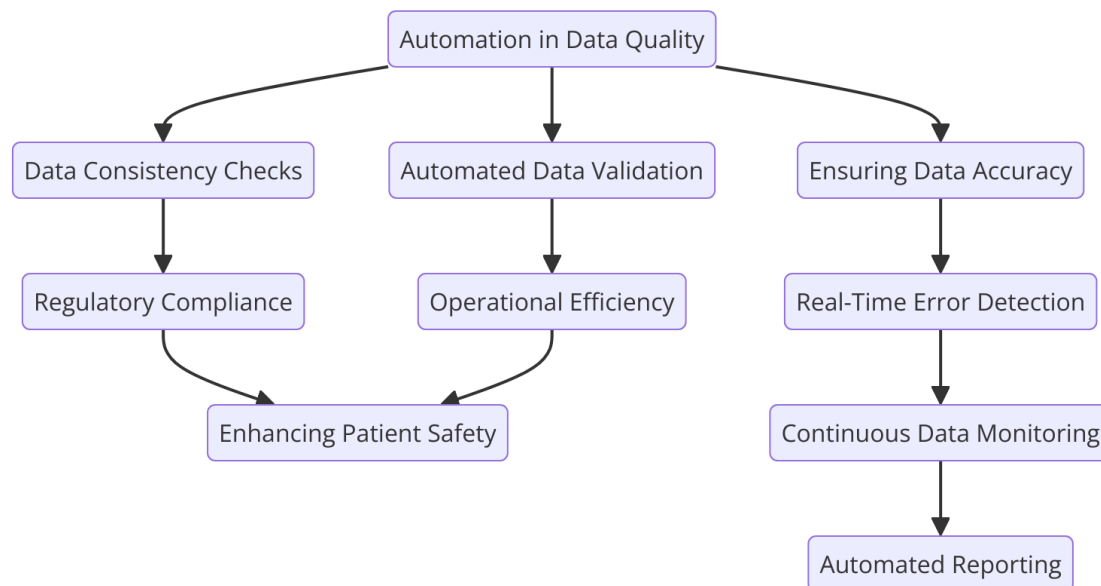 Automation in Data Quality
Data Consistency Checks
Automated Data Validation
Ensuring Data Accuracy
Regulatory Compliance
Operational Efficiency
Real-Time Error Detection
Enhancing Patient Safety
Continuous Data Monitoring
Automated Reporting